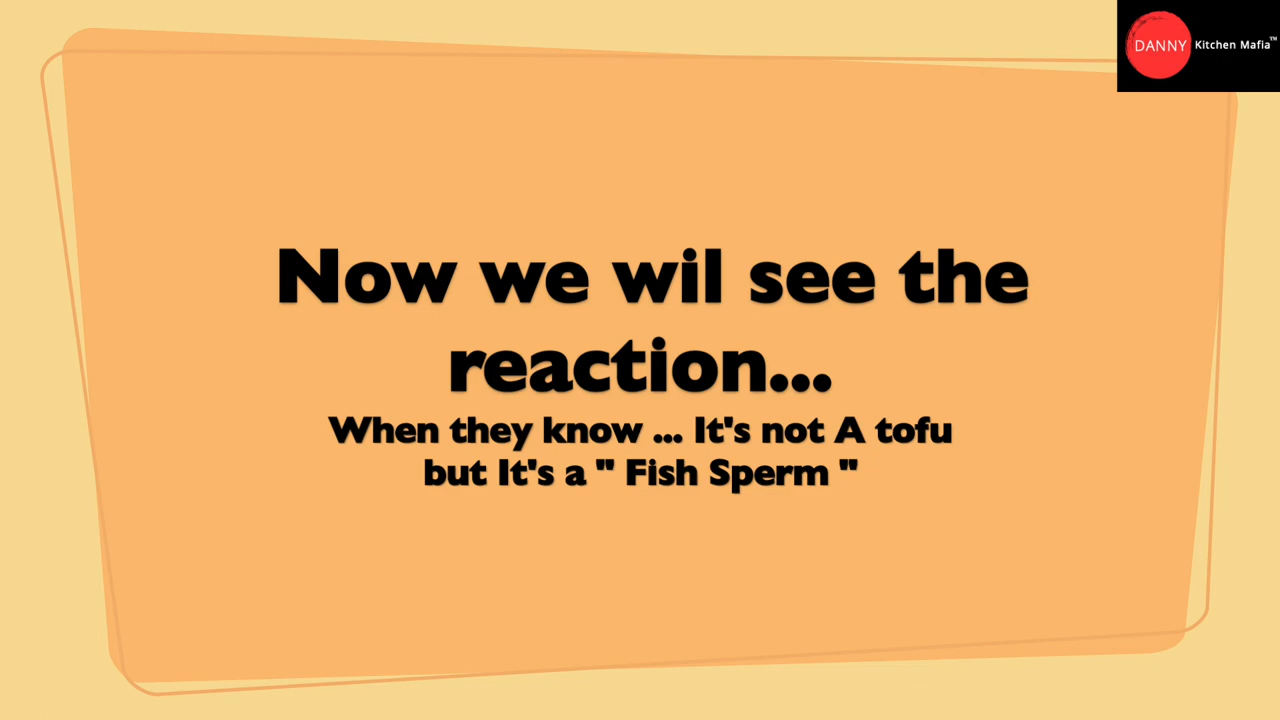 DANNY Kitchen Mafia™
Now we wil see the
reaction...
When they know ... It's not A tofu
but It's a " Fish Sperm "